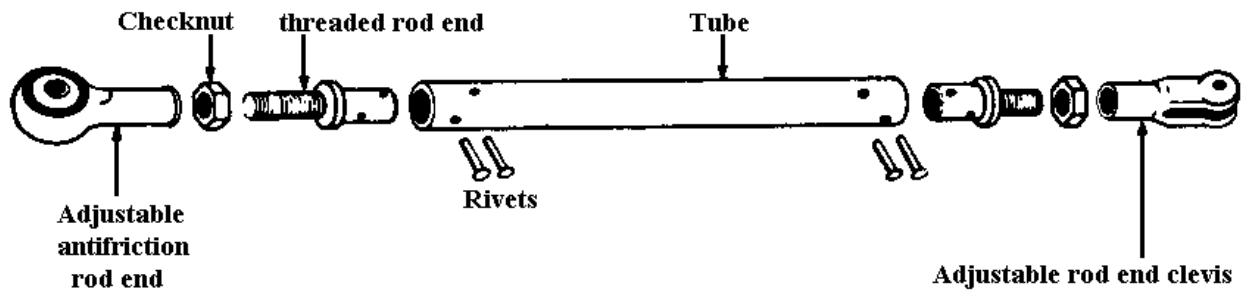 Checknut
threaded rod end
Tube
Rivets
Adjustable
antifriction
rod end
Adjustable rod end clevis